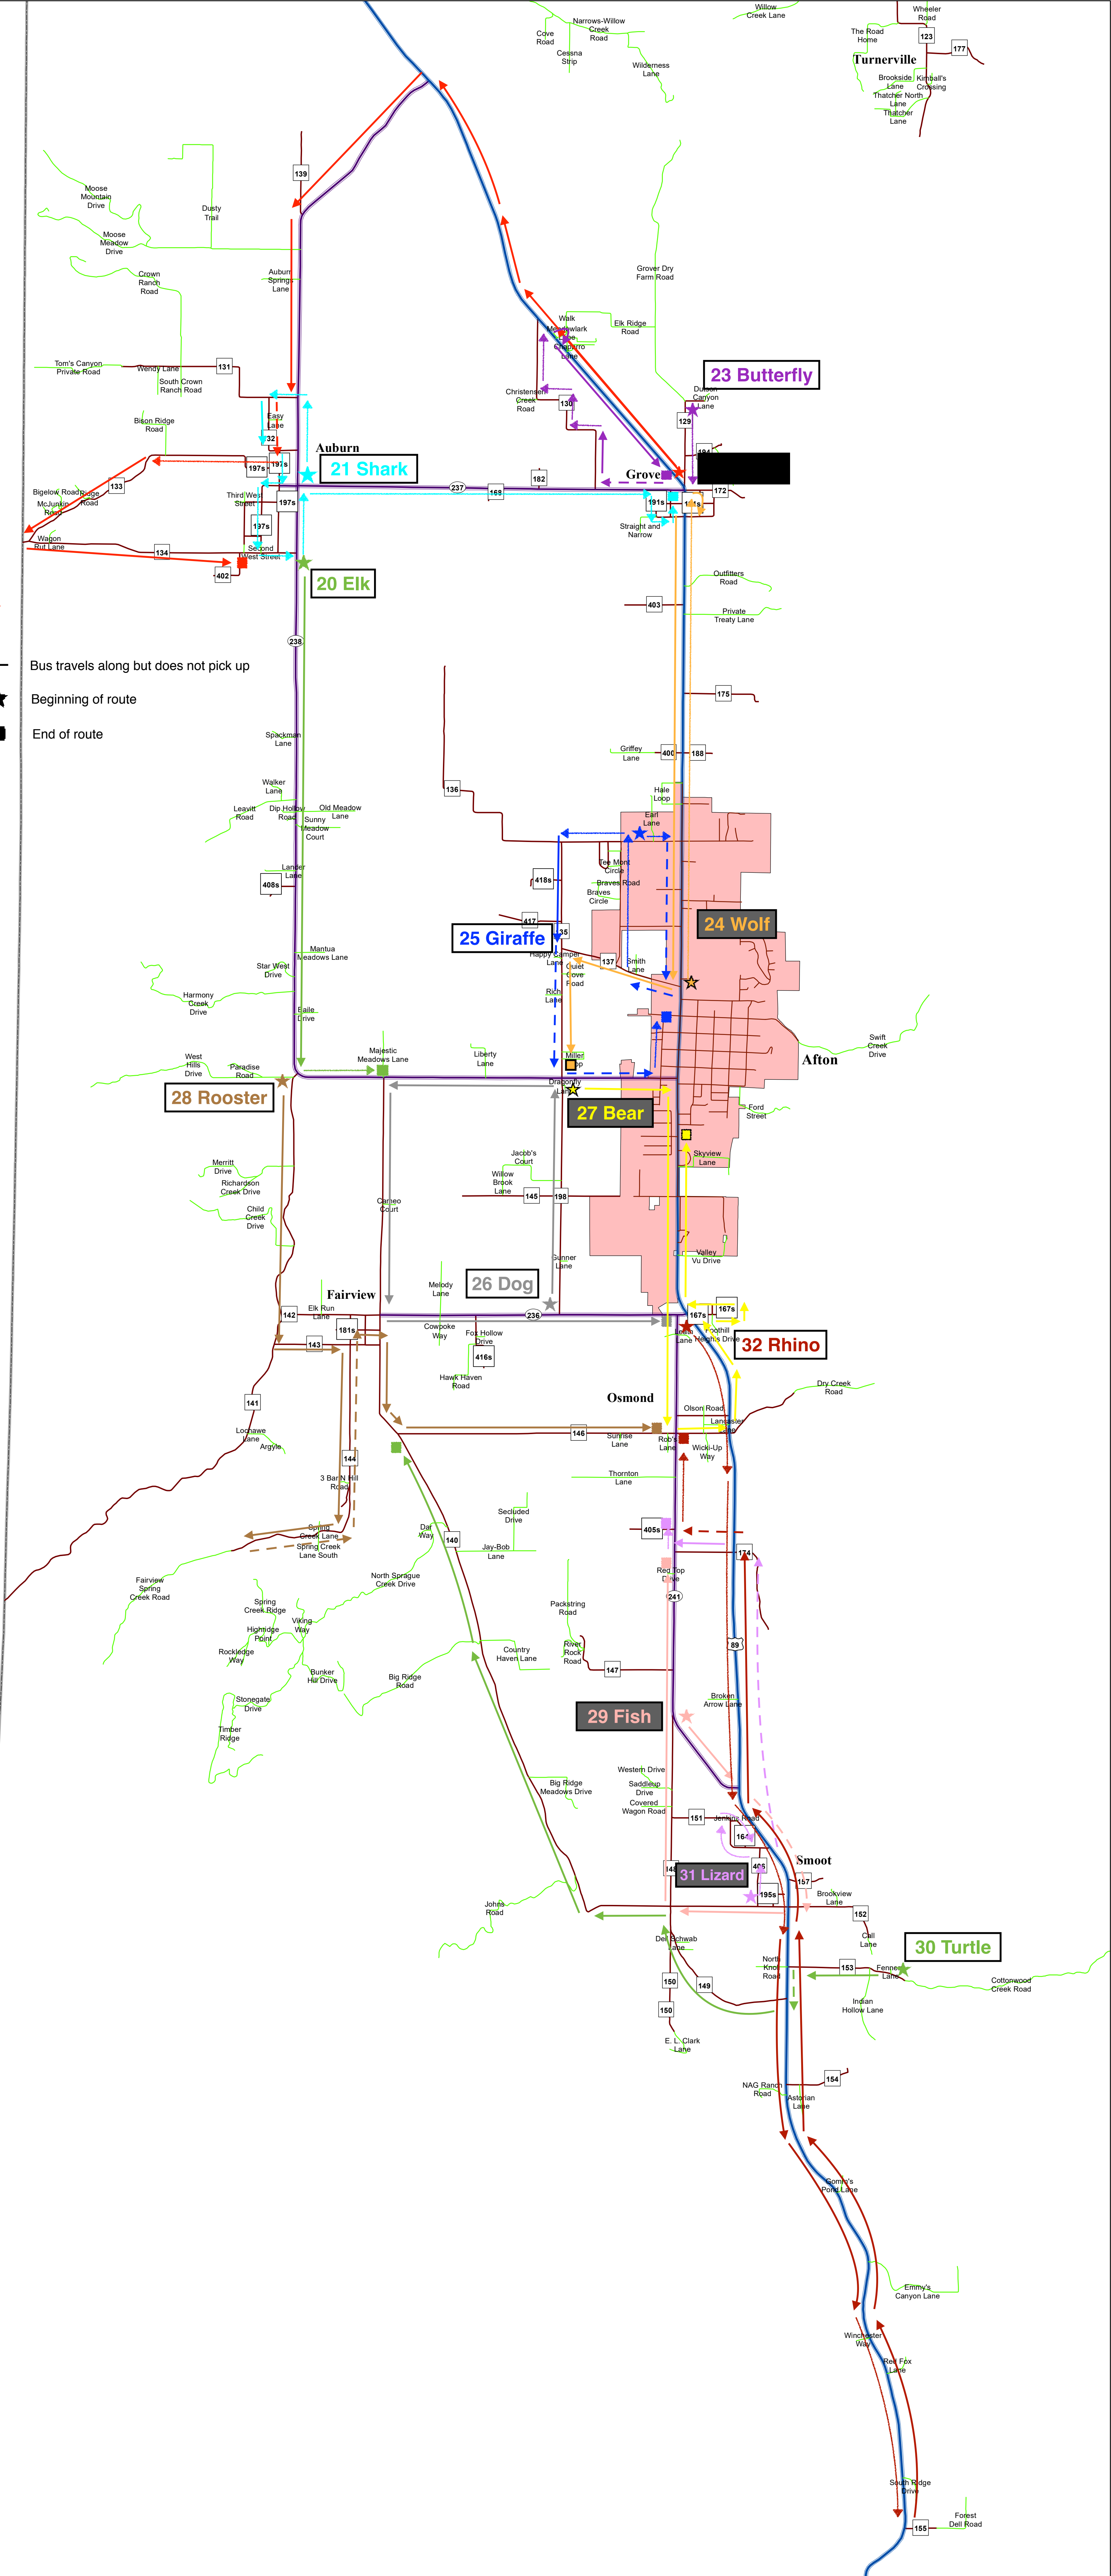 Willow
Creek Lane
Wheeler
Road
Narrows-Willow
Creek
Road
Cove
Road
The Road
Home
123
177
Cessna
Strip
Turnerville
Wilderness
Lane
Brookside
Lane
Kimball's
Crossing
Thatcher North
Lane
Thatcher
Lane
139
Moose
Mountain
Drive
Dusty
Trail
Moose
Meadow
Drive
Crown
Ranch
Road
Auburn
Springs
Lane
Grover Dry
Farm Road
Walk
Elk Ridge
Road
Tom's Canyon
Private Road
Wendy Lane
131
South Crown
Ranch Road
23 Butterfly
Christensen
Creek
Road
130
Canyon
Lane
129
Bison Ridge
Road
Easy
Lane
Auburn
21 Shark
197s
133
182
237
172
Bigelow Road
Third West
Street
197s
191s
Wagon
Rut Lane
197s
Straight and
Narrow
134
Second
West Street
402
20 Elk
Outfitters
Road
403
Private
Treaty Lane
238
Bus travels along but does not pick up
Beginning of route
End of route
175
Spackman
Lane
Griffey
Lane
400
188
Walker
Lane
136
Hale
Loop
Leavitt
Road
Old Meadow
Lane
Sunny
Meadow
Court
Earl
Lane
Lander
Lane
408s
Tee Mont
Circle
418s
Braves Road
Braves
Circle
417
24 Wolf
25 Giraffe
Mantua
Meadows Lane
Happy Camper
Lane
137
Smith
Lane
Star West
Drive
Quiet
Cove
Road
Harmony
Creek
Drive
Swift
Creek
Drive
Majestic
Meadows Lane
Liberty
Lane
Afton
West
Hills
Drive
Paradise
Road
28 Rooster
27 Bear
Ford
Street
Jacob's
Court
Skyview
Lane
Merritt
Drive
Richardson
Creek Drive
Willow
Brook
Lane
145
198
Child
Creek
Drive
Cameo
Court
Gunner
Lane
Valley
Vu Drive
26 Dog
Melody
Lane
Fairview
Elk Run
Lane
142
236
167s
167s
181s
Cowpoke
Way
Fox Hollow
Drive
32 Rhino
143
416s
Hawk Haven
Road
Dry Creek
Road
141
Osmond
Olson Road
Lochawe
Lane
Argyle
146
Sunrise
Lane
Rob's
Lane
Wicki-Up
Way
144
3 Bar N Hill
Road
Thornton
Lane
Secluded
Drive
Spring
Creek Lane
Spring Creek
Lane South
140
Jay-Bob
Lane
405s
174
Fairview
Spring
Creek Road
North Sprague
Creek Drive
Red Top
Drive
241
Spring
Creek Ridge
Packstring
Road
Highridge
Point
Viking
Way
Rockledge
Way
Country
Haven Lane
River
Rock
Road
89
147
Bunker
Hill Drive
Big Ridge
Road
Stonegate
Drive
Broken
Arrow Lane
29 Fish
Timber
Ridge
Western Drive
Big Ridge
Meadows Drive
Saddleup
Drive
Covered
Wagon Road
151
Jenkins Road
Smoot
31 Lizard
157
195s
Brookview
Lane
Johns
Road
152
Call
Lane
30 Turtle
North
Knoll
Road
153
150
149
Cottonwood
Creek Road
150
Indian
Hollow Lane
E. L. Clark
Lane
154
NAG Ranch
Road
Astorian
Lane
Emmy's
Canyon Lane
Winchester
Way
Red Fox
Lane
South Ridge
Drive
155
Forest
Dell Road